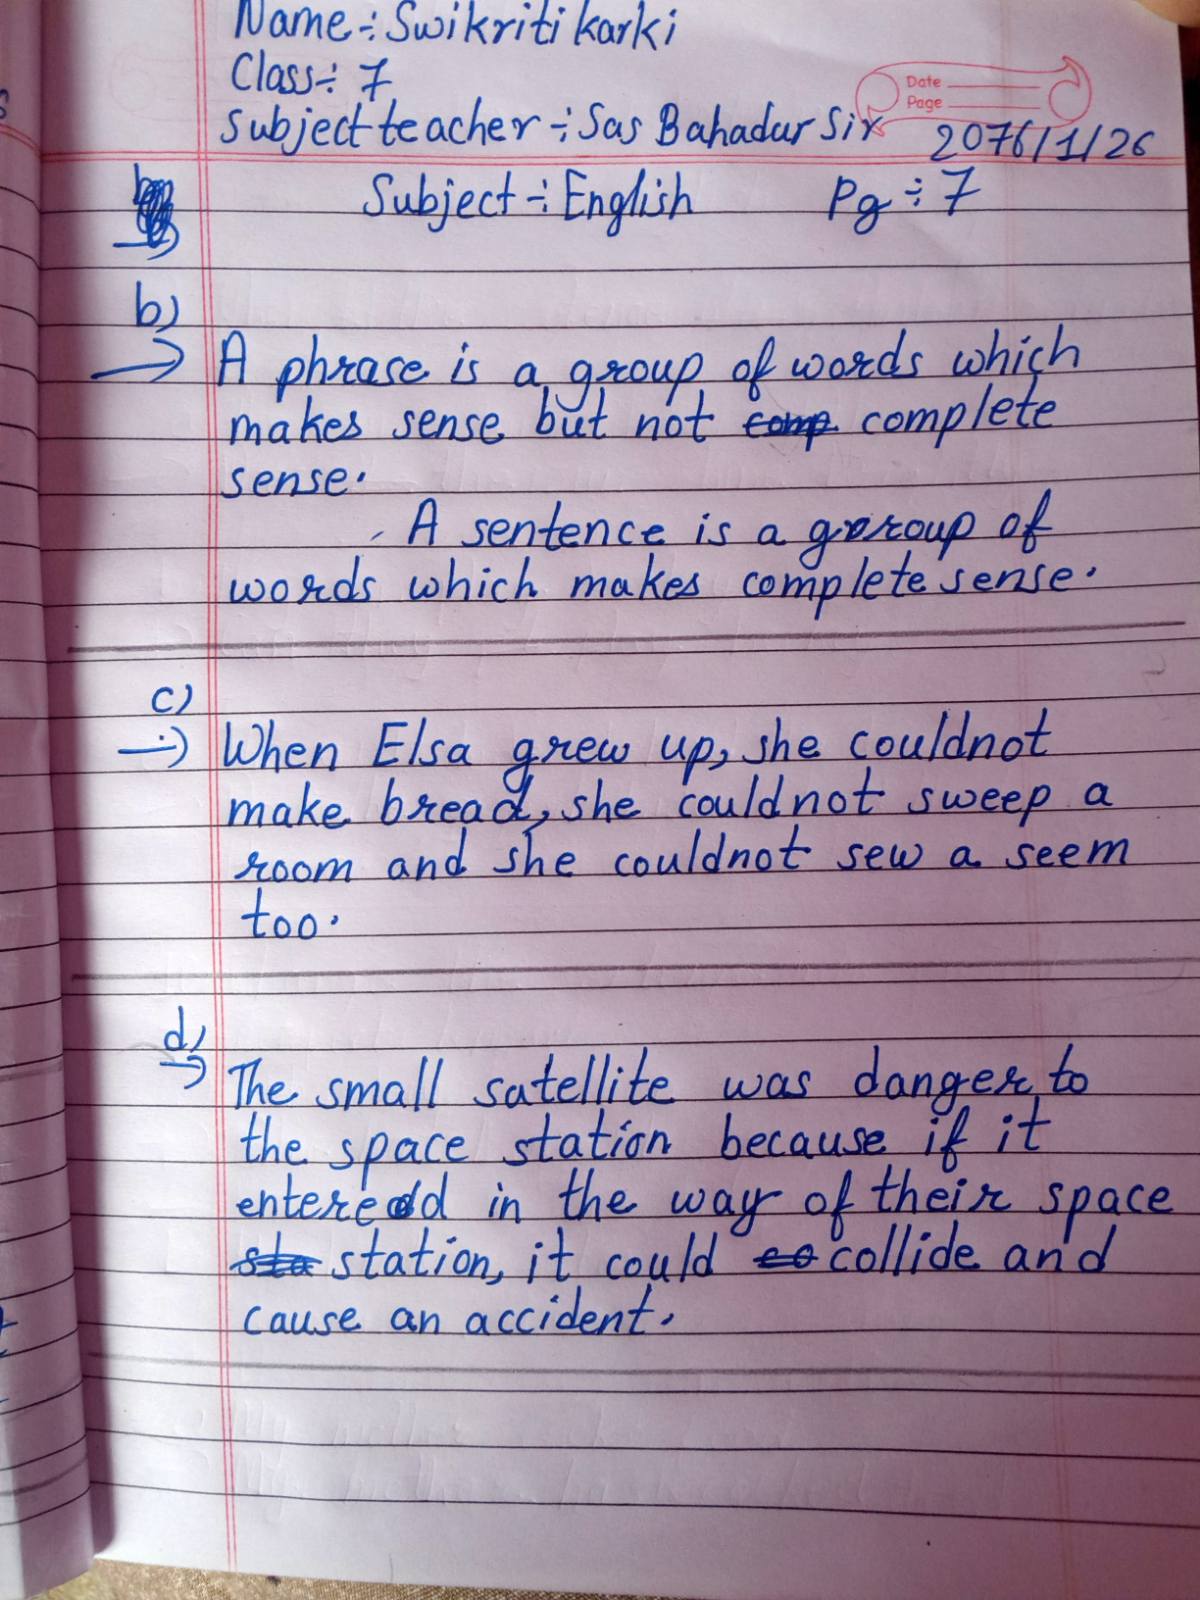 Name÷Swikriti karki
Class÷ 7
Date
Page
Subject teacher÷Sas Bahadur Sir 2076/1/26
Subject÷English Pg÷7
b)
→ A phrase is a group of words which
makes sense but not comp complete
sense.
A sentence is a group of
words which makes complete sense.
c)
→ When Elsa grew up, she couldnot
make bread, she couldnot sweep a
room and she couldnot sew a seem
too.
d)
→ The small satellite was danger to
the space station because if it
entered in the way of their space
sta station, it could co collide and
cause an accident.